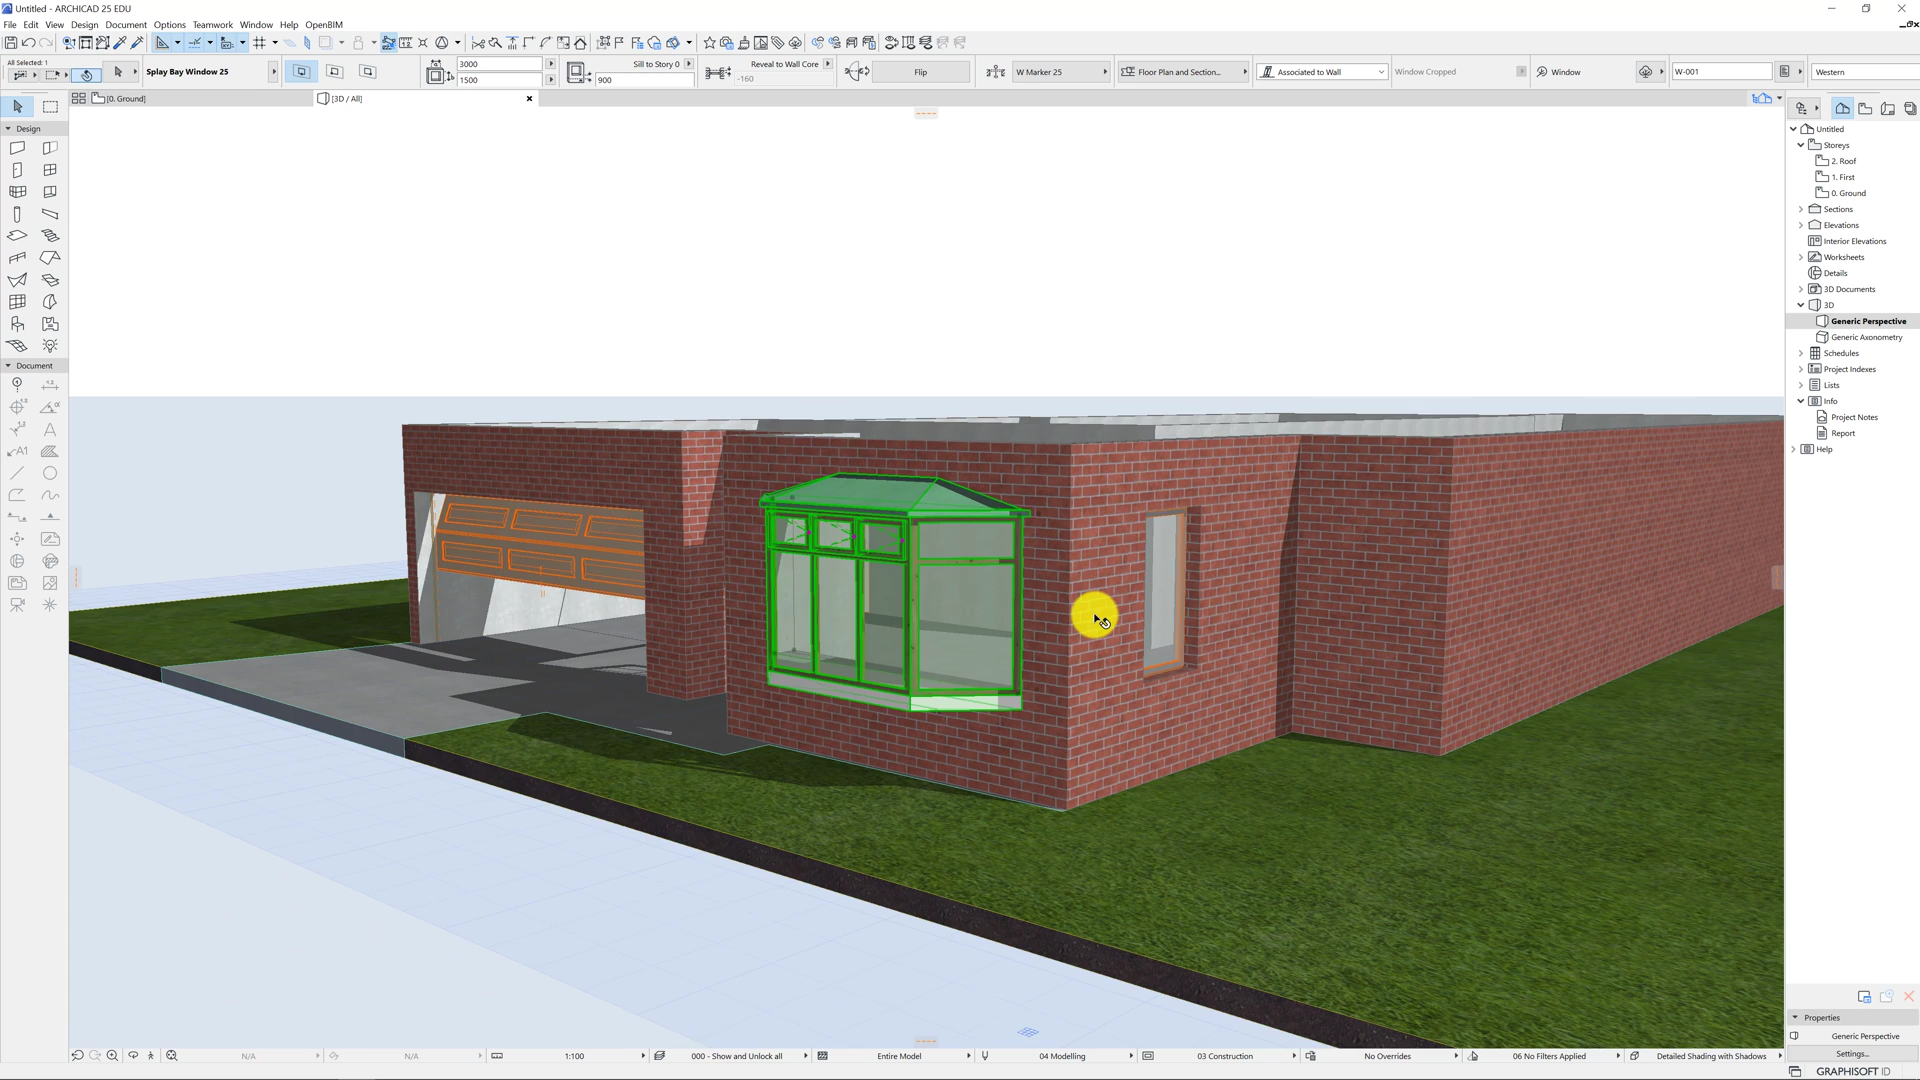 Untitled - ARCHICAD 25 EDU
File Edit View Design Document Options Teamwork Window Help OpenBIM
All Selected: 1
Splay Bay Window 25
3000
1500
Sill to Story 0
900
Reveal to Wall Core
-160
Flip
W Marker 25
Floor Plan and Section...
Associated to Wall
Window Cropped
Window
W-001
Western
[0. Ground]
[3D / All]
Design
Document
Untitled
Storeys
2. Roof
1. First
0. Ground
Sections
Elevations
Interior Elevations
Worksheets
Details
3D Documents
3D
Generic Perspective
Generic Axonometry
Schedules
Project Indexes
Lists
Info
Project Notes
Report
Help
Properties
Generic Perspective
Settings...
N/A
N/A
1:100
000 - Show and Unlock all
Entire Model
04 Modelling
03 Construction
No Overrides
06 No Filters Applied
Detailed Shading with Shadows
GRAPHISOFT ID